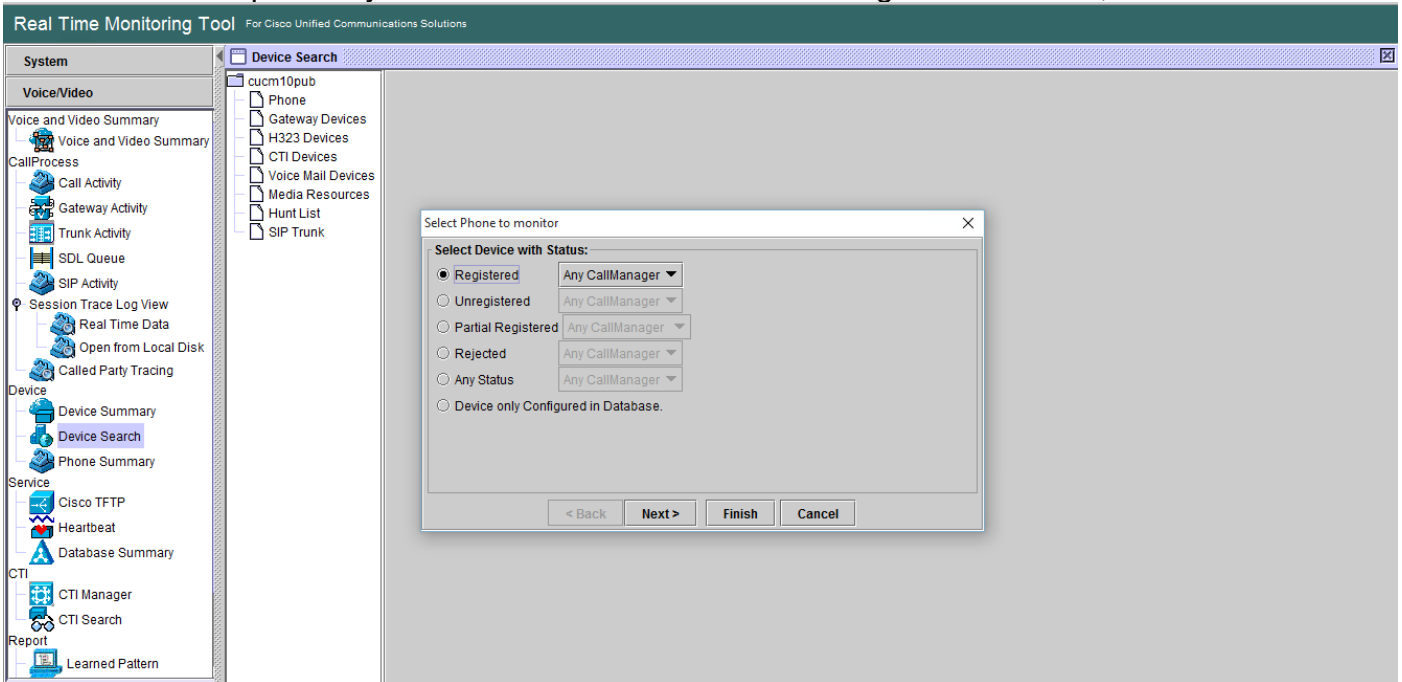 Real Time Monitoring Tool For Cisco Unified Communications Solutions
System
Voice/Video
Voice and Video Summary
Voice and Video Summary
CallProcess
Call Activity
Gateway Activity
Trunk Activity
SDL Queue
SIP Activity
Session Trace Log View
Real Time Data
Open from Local Disk
Called Party Tracing
Device
Device Summary
Device Search
Phone Summary
Service
Cisco TFTP
Heartbeat
Database Summary
CTI
CTI Manager
CTI Search
Report
Learned Pattern
Device Search
cucm10pub
Phone
Gateway Devices
H323 Devices
CTI Devices
Voice Mail Devices
Media Resources
Hunt List
SIP Trunk
Select Phone to monitor
Select Device with Status:
Registered Any CallManager
Unregistered Any CallManager
Partial Registered Any CallManager
Rejected Any CallManager
Any Status Any CallManager
Device only Configured in Database.
< Back Next > Finish Cancel